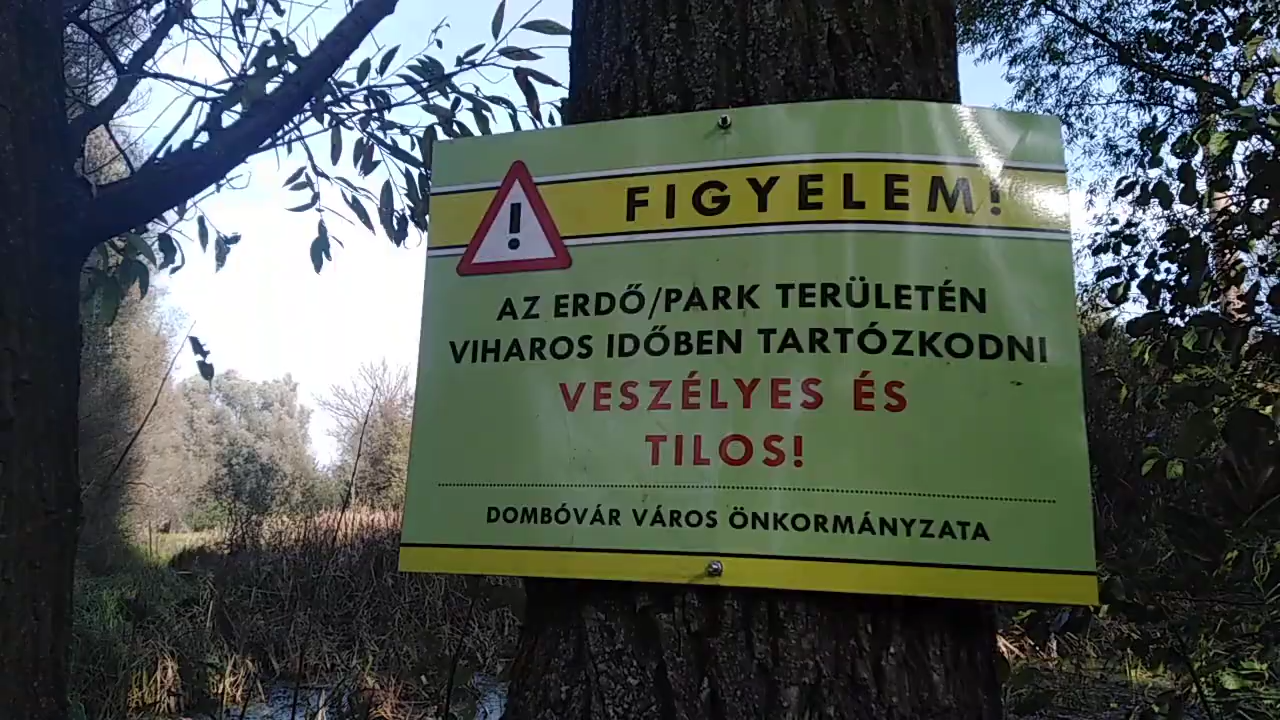 FIGYELEM!
AZ ERDŐ/PARK TERÜLETÉN
VIHAROS IDŐBEN TARTÓZKODNI
VESZÉLYES ÉS
TILOS!
DOMBÓVÁR VÁROS ÖNKORMÁNYZATA